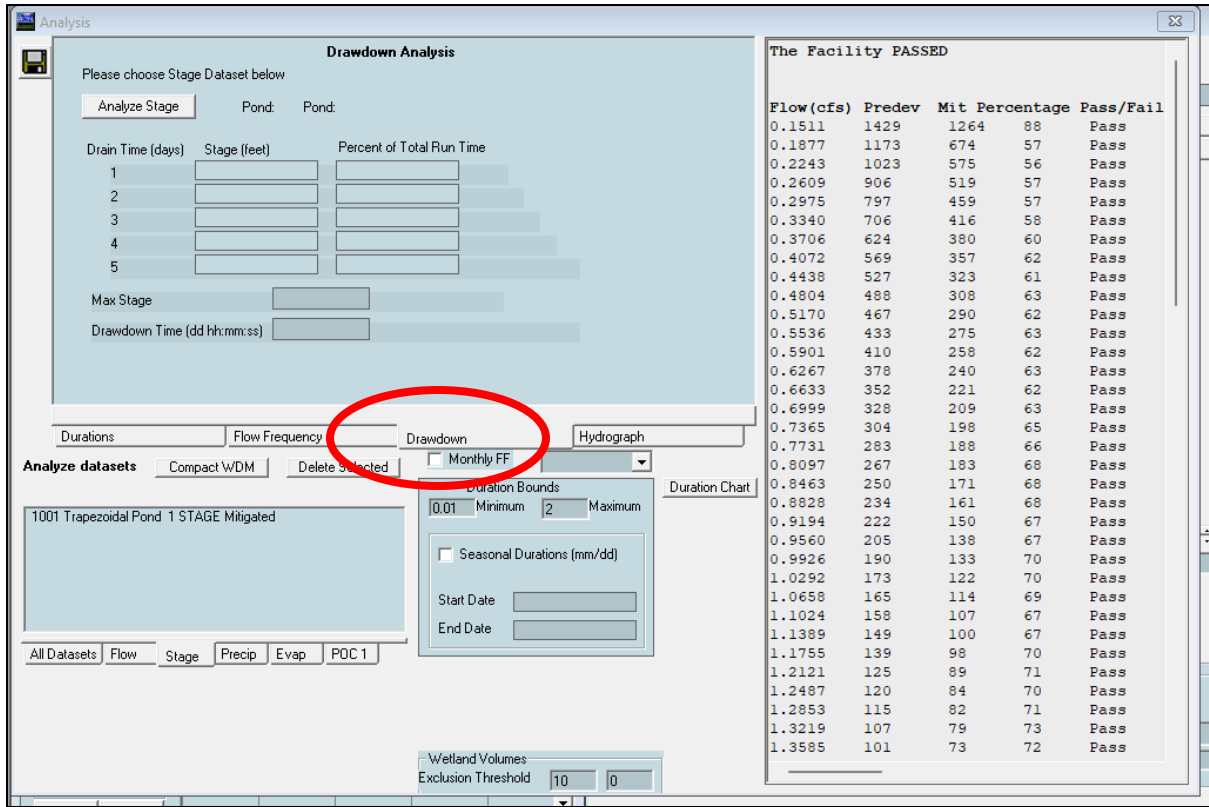 Analysis
Drawdown Analysis
Please choose Stage Dataset below
Analyze Stage Pond: Pond:
Drain Time (days) Stage (feet) Percent of Total Run Time
1
2
3
4
5
Max Stage
Drawdown Time (dd hh:mm:ss)
Durations Flow Frequency Drawdown Hydrograph
Analyze datasets Compact WDM Delete Selected Monthly FF
1001 Trapezoidal Pond 1 STAGE Mitigated
All Datasets Flow Stage Precip Evap POC 1
Duration Bounds Duration Chart
0.01 Minimum 2 Maximum
Seasonal Durations (mm/dd)
Start Date
End Date
Wetland Volumes
Exclusion Threshold 10 0
The Facility PASSED
Flow(cfs) Predev Mit Percentage Pass/Fail
0.1511 1429 1264 88 Pass
0.1877 1173 674 57 Pass
0.2243 1023 575 56 Pass
0.2609 906 519 57 Pass
0.2975 797 459 57 Pass
0.3340 706 416 58 Pass
0.3706 624 380 60 Pass
0.4072 569 357 62 Pass
0.4438 527 323 61 Pass
0.4804 488 308 63 Pass
0.5170 467 290 62 Pass
0.5536 433 275 63 Pass
0.5901 410 258 62 Pass
0.6267 378 240 63 Pass
0.6633 352 221 62 Pass
0.6999 328 209 63 Pass
0.7365 304 198 65 Pass
0.7731 283 188 66 Pass
0.8097 267 183 68 Pass
0.8463 250 171 68 Pass
0.8828 234 161 68 Pass
0.9194 222 150 67 Pass
0.9560 205 138 67 Pass
0.9926 190 133 70 Pass
1.0292 173 122 70 Pass
1.0658 165 114 69 Pass
1.1024 158 107 67 Pass
1.1389 149 100 67 Pass
1.1755 139 98 70 Pass
1.2121 125 89 71 Pass
1.2487 120 84 70 Pass
1.2853 115 82 71 Pass
1.3219 107 79 73 Pass
1.3585 101 73 72 Pass